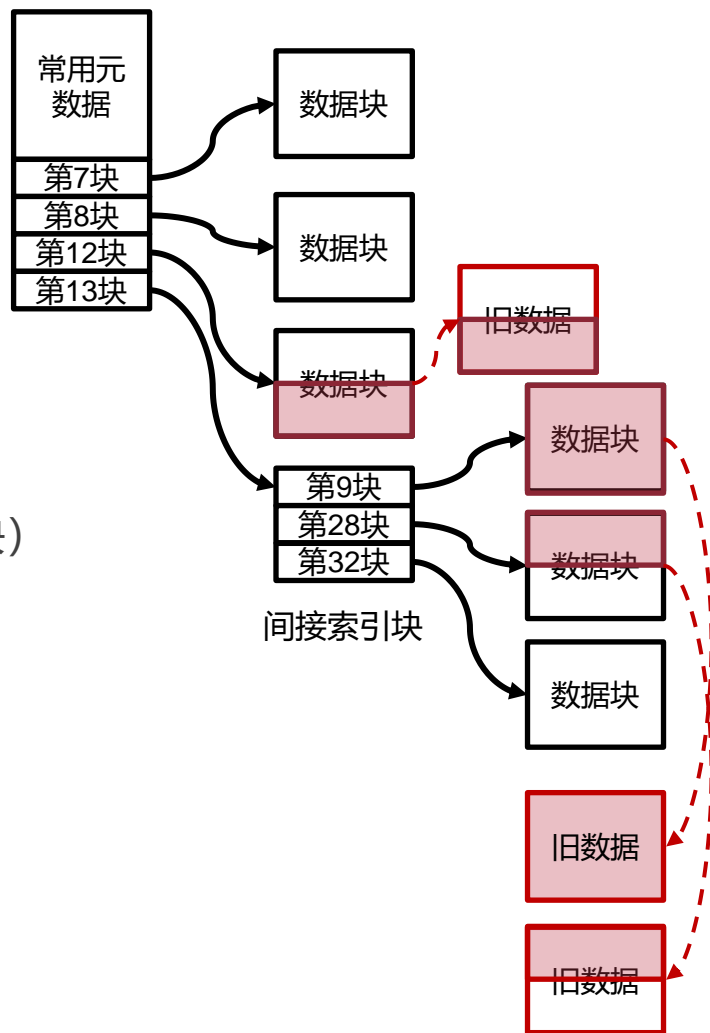 常用元
数据
第7块
第8块
第12块
第13块
数据块
数据块
数据块
旧数据
块）
第9块
第28块
第32块
间接索引块
数据块
数据块
数据块
旧数据
旧数据